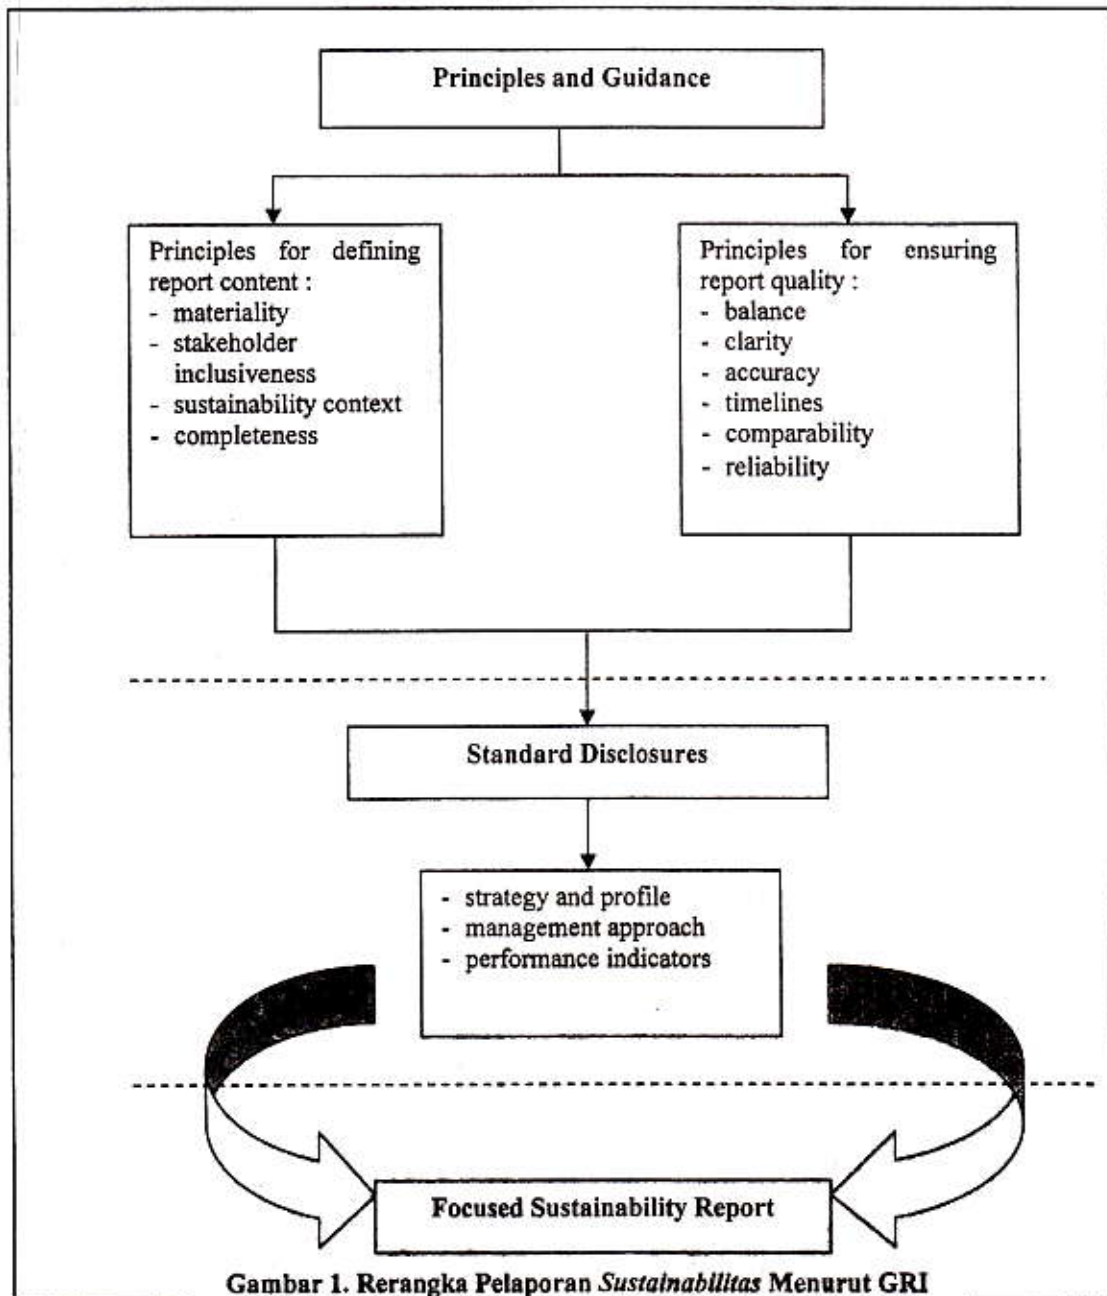 Principles and Guidance
Principles for defining
report content :
- materiality
- stakeholder
inclusiveness
- sustainability context
- completeness
Principles for ensuring
report quality :
- balance
- clarity
- accuracy
- timelines
- comparability
- reliability
Standard Disclosures
- strategy and profile
- management approach
- performance indicators
Focused Sustainability Report
Gambar 1. Rerangka Pelaporan Sustainabilitas Menurut GRI